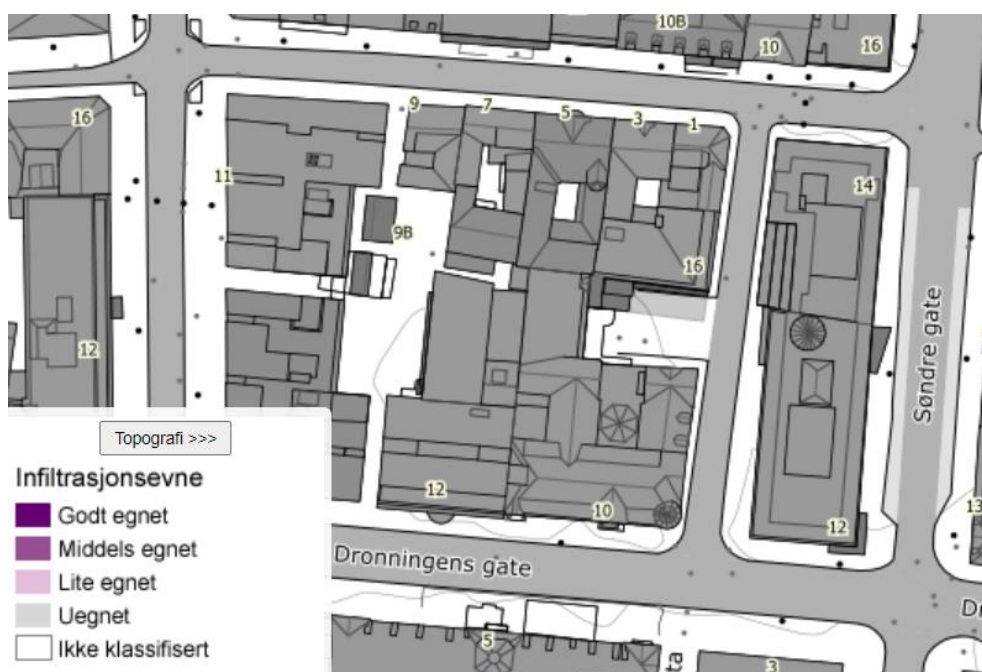 10B
10
16
16
9
7
5
3
1
11
14
9B
16
12
Søndre gate
12
10
12
13
Dronningens gate
Dr
5
ta
3
Topografi >>>
Infiltrasjonsevne
Godt egnet
Middels egnet
Lite egnet
Uegnet
Ikke klassifisert